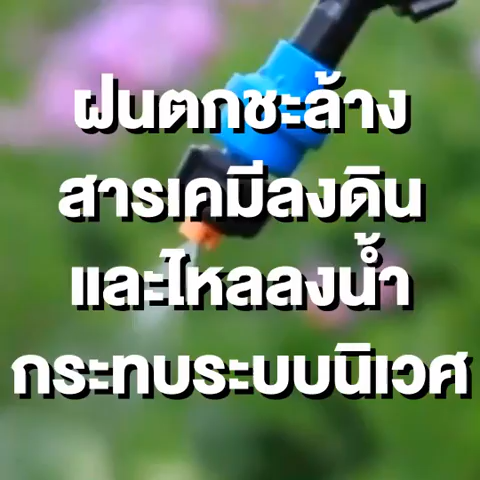 ฝนตกชะล้าง
สารเคมีลงดิน
และไหลลงน้ำ
กระทบระบบนิเวศ